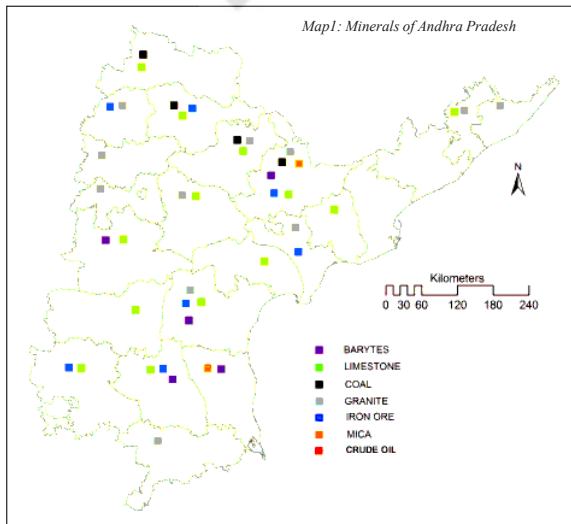 Map1: Minerals of Andhra Pradesh
N
Kilometers
0 30 60 120 180 240
BARYTES
LIMESTONE
COAL
GRANITE
IRON ORE
MICA
CRUDE OIL